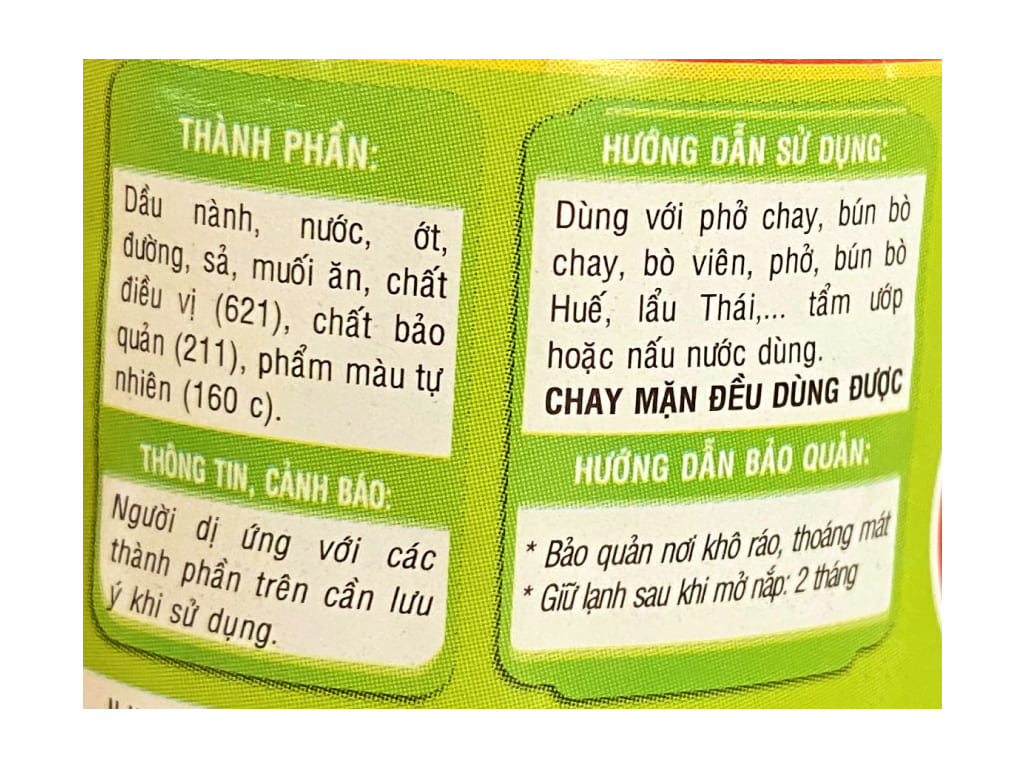 THÀNH PHẦN:
Dầu nành, nước, ớt,
đường, sả, muối ăn, chất
điều vị (621), chất bảo
quản (211), phẩm màu tự
nhiên (160 c).
THÔNG TIN, CẢNH BÁO:
Người dị ứng với các
thành phần trên cần lưu
ý khi sử dụng.
HƯỚNG DẪN SỬ DỤNG:
Dùng với phở chay, bún bò
chay, bò viên, phở, bún bò
Huế, lẩu Thái,... tẩm ướp
hoặc nấu nước dùng.
CHAY MẶN ĐỀU DÙNG ĐƯỢC
HƯỚNG DẪN BẢO QUẢN:
* Bảo quản nơi khô ráo, thoáng mát
* Giữ lạnh sau khi mở nắp: 2 tháng